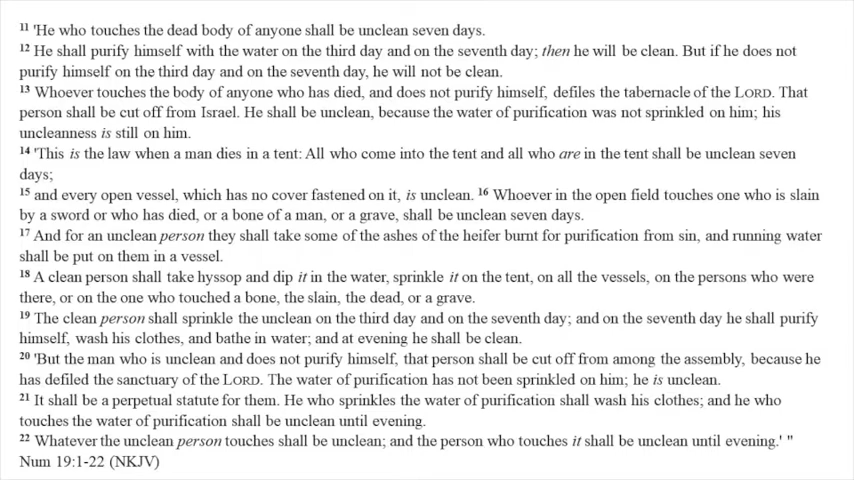 11 'He who touches the dead body of anyone shall be unclean seven days.
12 He shall purify himself with the water on the third day and on the seventh day; then he will be clean. But if he does not
purify himself on the third day and on the seventh day, he will not be clean.
13 Whoever touches the body of anyone who has died, and does not purify himself, defiles the tabernacle of the LORD. That
person shall be cut off from Israel. He shall be unclean, because the water of purification was not sprinkled on him; his
uncleanness is still on him.
14 'This is the law when a man dies in a tent: All who come into the tent and all who are in the tent shall be unclean seven
days;
15 and every open vessel, which has no cover fastened on it, is unclean. 16 Whoever in the open field touches one who is slain
by a sword or who has died, or a bone of a man, or a grave, shall be unclean seven days.
17 And for an unclean person they shall take some of the ashes of the heifer burnt for purification from sin, and running water
shall be put on them in a vessel.
18 A clean person shall take hyssop and dip it in the water, sprinkle it on the tent, on all the vessels, on the persons who were
there, or on the one who touched a bone, the slain, the dead, or a grave.
19 The clean person shall sprinkle the unclean on the third day and on the seventh day; and on the seventh day he shall purify
himself, wash his clothes, and bathe in water; and at evening he shall be clean.
20 'But the man who is unclean and does not purify himself, that person shall be cut off from among the assembly, because he
has defiled the sanctuary of the LORD. The water of purification has not been sprinkled on him; he is unclean.
21 It shall be a perpetual statute for them. He who sprinkles the water of purification shall wash his clothes; and he who
touches the water of purification shall be unclean until evening.
22 Whatever the unclean person touches shall be unclean; and the person who touches it shall be unclean until evening.' "
Num 19:1-22 (NKJV)